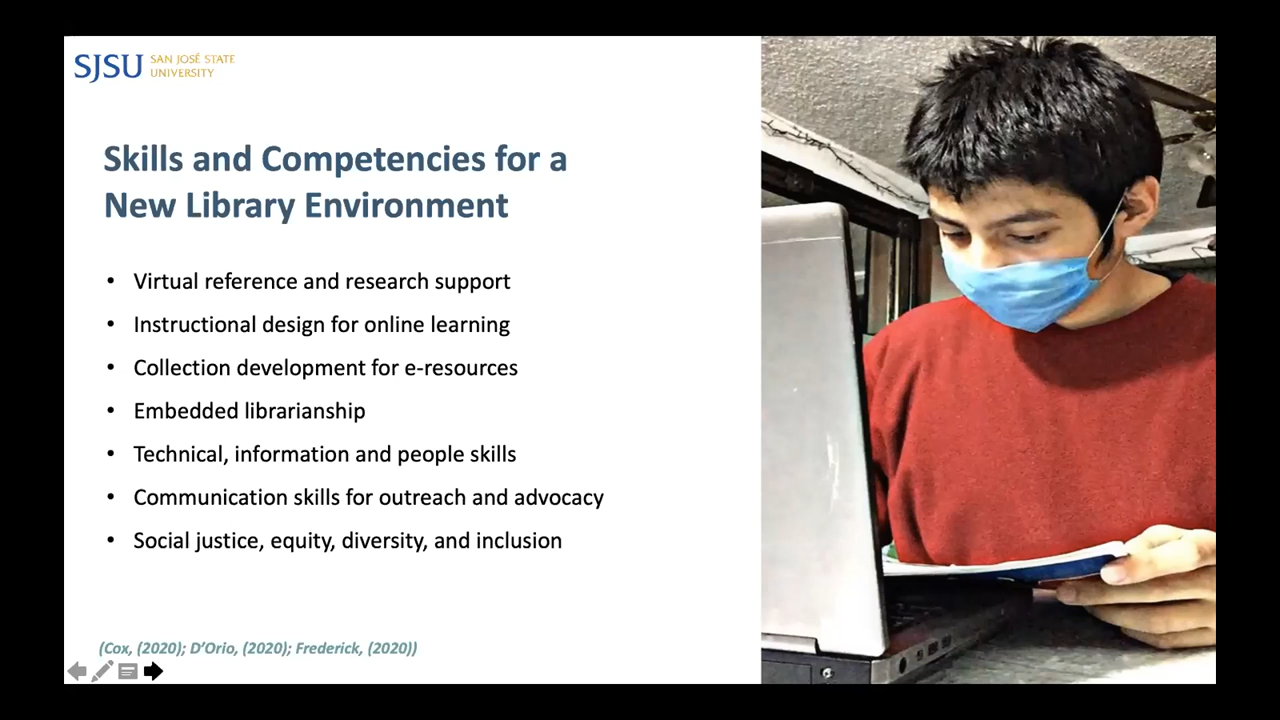 SJSU SAN JOSÉ STATE
UNIVERSITY
Skills and Competencies for a
New Library Environment
• Virtual reference and research support
• Instructional design for online learning
• Collection development for e-resources
• Embedded librarianship
• Technical, information and people skills
• Communication skills for outreach and advocacy
• Social justice, equity, diversity, and inclusion
(Cox, (2020); D’Orio, (2020); Frederick, (2020))